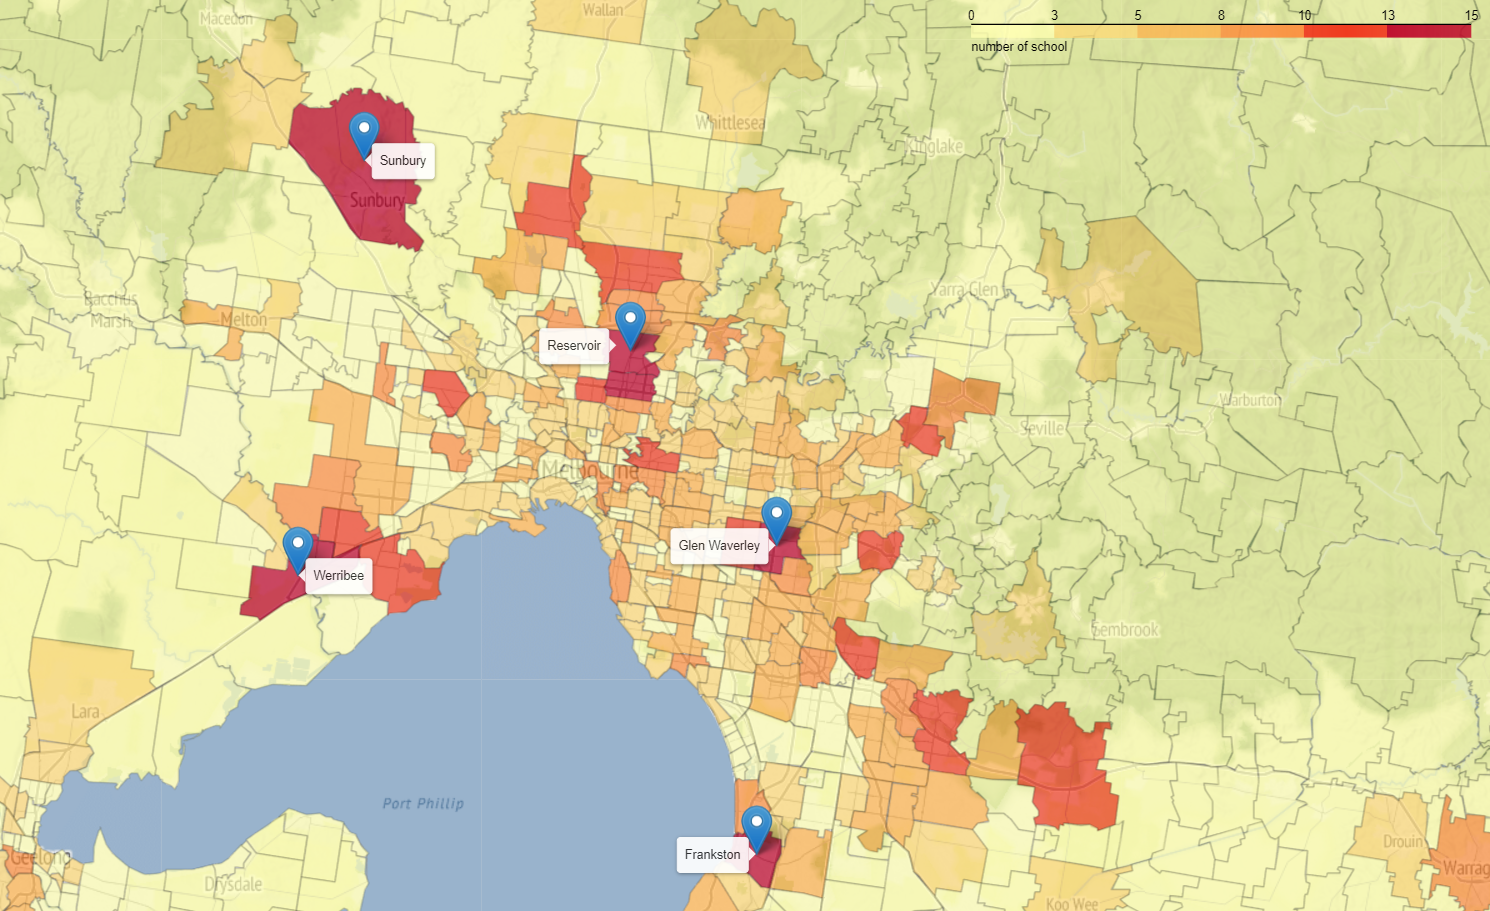 Macedon
Wallan
0 3 5 8 10 13 15
number of school
Whittlesea
Kinglake
Sunbury
Sunbury
Yarra Glen
Bacchus
Marsh
Melton
Reservoir
Warburton
Seville
Melbourne
Glen Waverley
Werribee
Gembrook
Lara
Port Phillip
Frankston
Drouin
Geelong
Warrag
Drysdale
Koo Wee